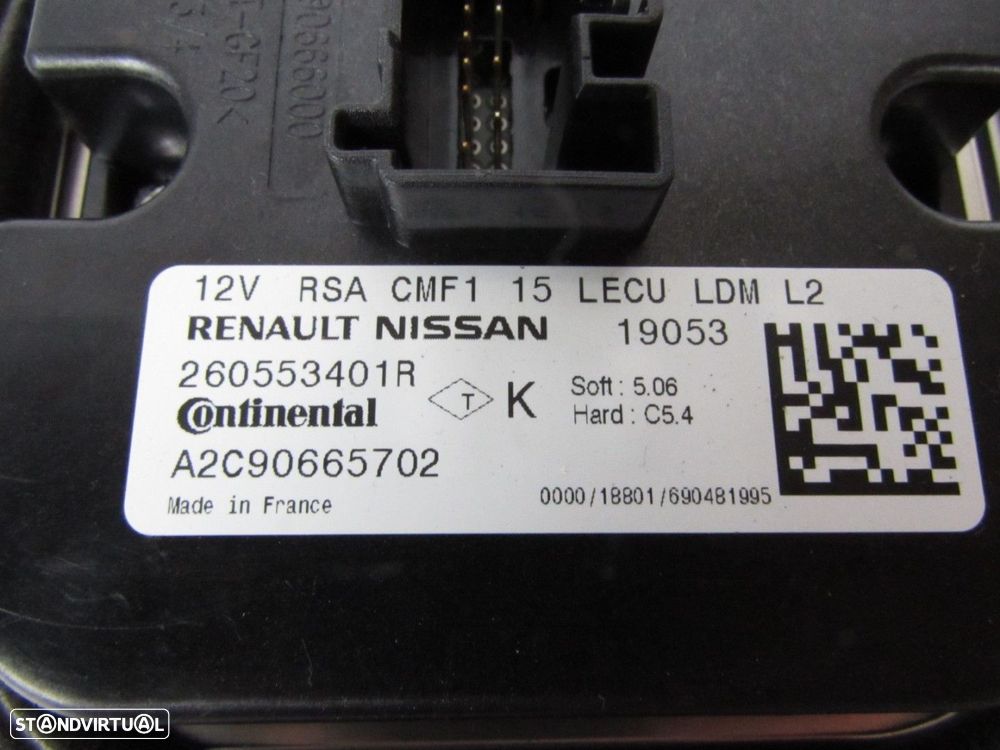 12V RSA CMF1 15 LECU LDM L2
RENAULT NISSAN 19053
260553401R
Continental
T K
Soft : 5.06
Hard : C5.4
A2C90665702
Made in France
0000/18801/690481995
STANDVIRTUAL